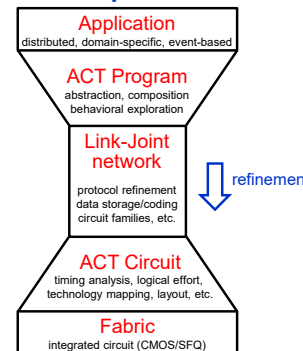 Application
distributed, domain-specific, event-based
ACT Program
abstraction, composition
behavioral exploration
Link-Joint
network
protocol refinement
data storage/coding
circuit families, etc.
refinemen
ACT Circuit
timing analysis, logical effort,
technology mapping, layout, etc.
Fabric
integrated circuit (CMOS/SFQ)